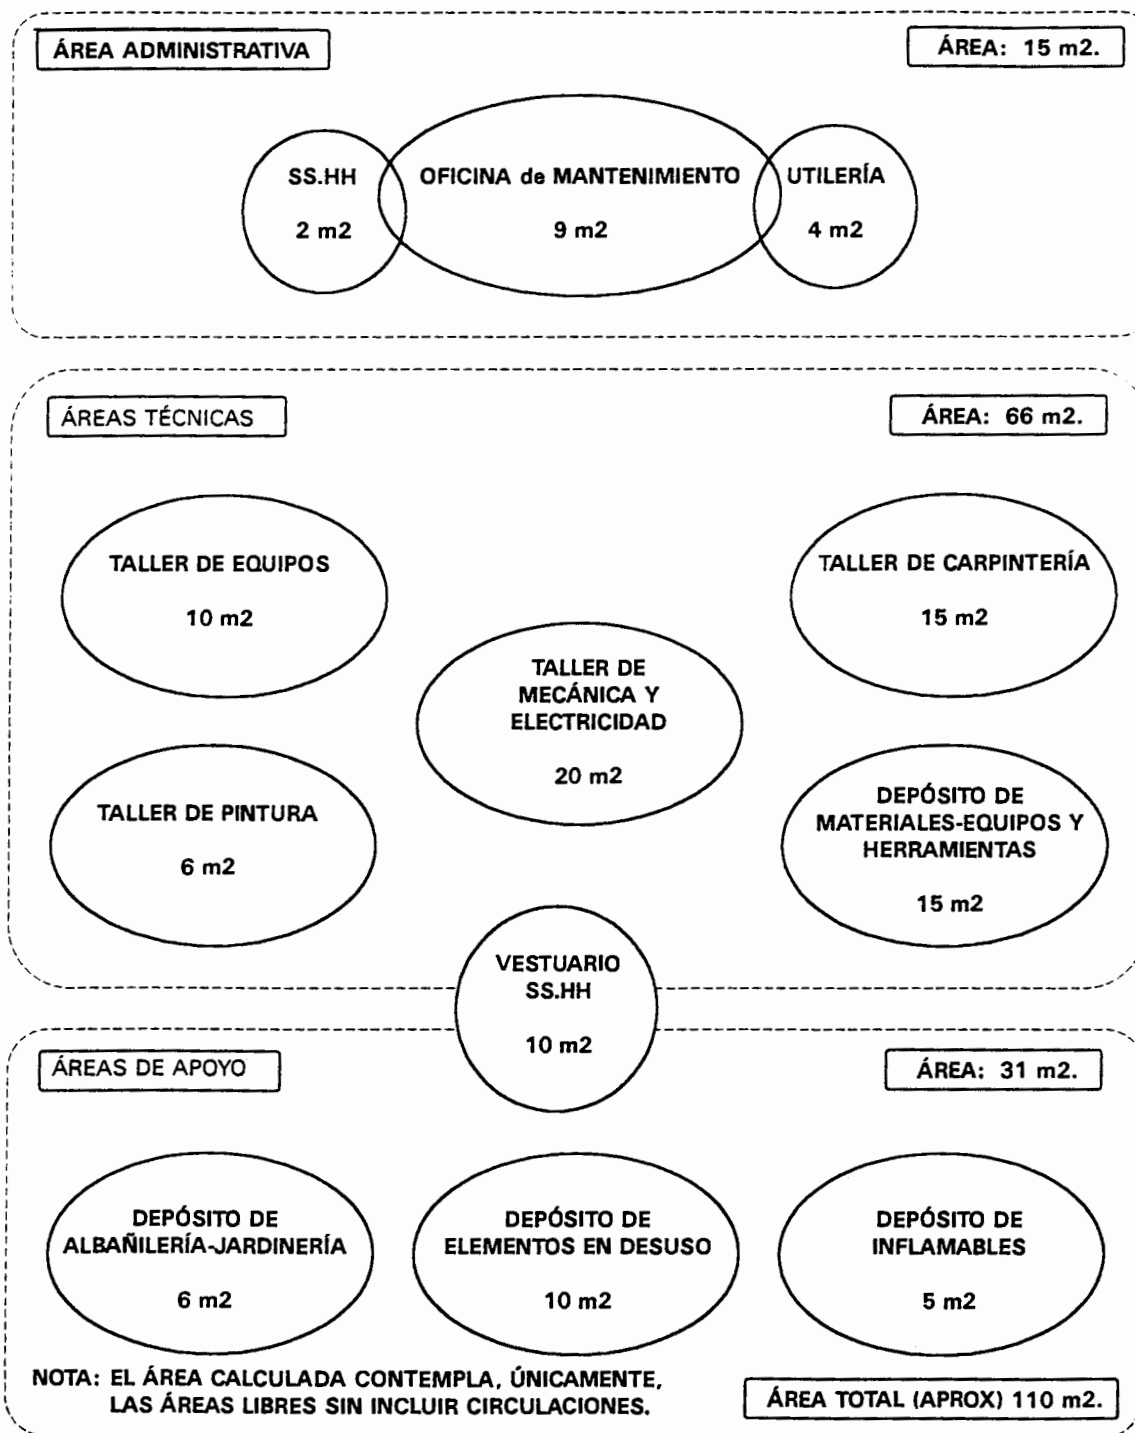 ÁREA ADMINISTRATIVA
ÁREA: 15 m2.
SS.HH
2 m2
OFICINA de MANTENIMIENTO
9 m2
UTILERÍA
4 m2
ÁREAS TÉCNICAS
ÁREA: 66 m2.
TALLER DE EQUIPOS
10 m2
TALLER DE CARPINTERÍA
15 m2
TALLER DE
MECÁNICA Y
ELECTRICIDAD
20 m2
TALLER DE PINTURA
6 m2
DEPÓSITO DE
MATERIALES-EQUIPOS Y
HERRAMIENTAS
15 m2
VESTUARIO
SS.HH
10 m2
ÁREAS DE APOYO
ÁREA: 31 m2.
DEPÓSITO DE
ALBAÑILERÍA-JARDINERÍA
6 m2
DEPÓSITO DE
ELEMENTOS EN DESUSO
10 m2
DEPÓSITO DE
INFLAMABLES
5 m2
NOTA: EL ÁREA CALCULADA CONTEMPLA, ÚNICAMENTE,
LAS ÁREAS LIBRES SIN INCLUIR CIRCULACIONES.
ÁREA TOTAL (APROX) 110 m2.